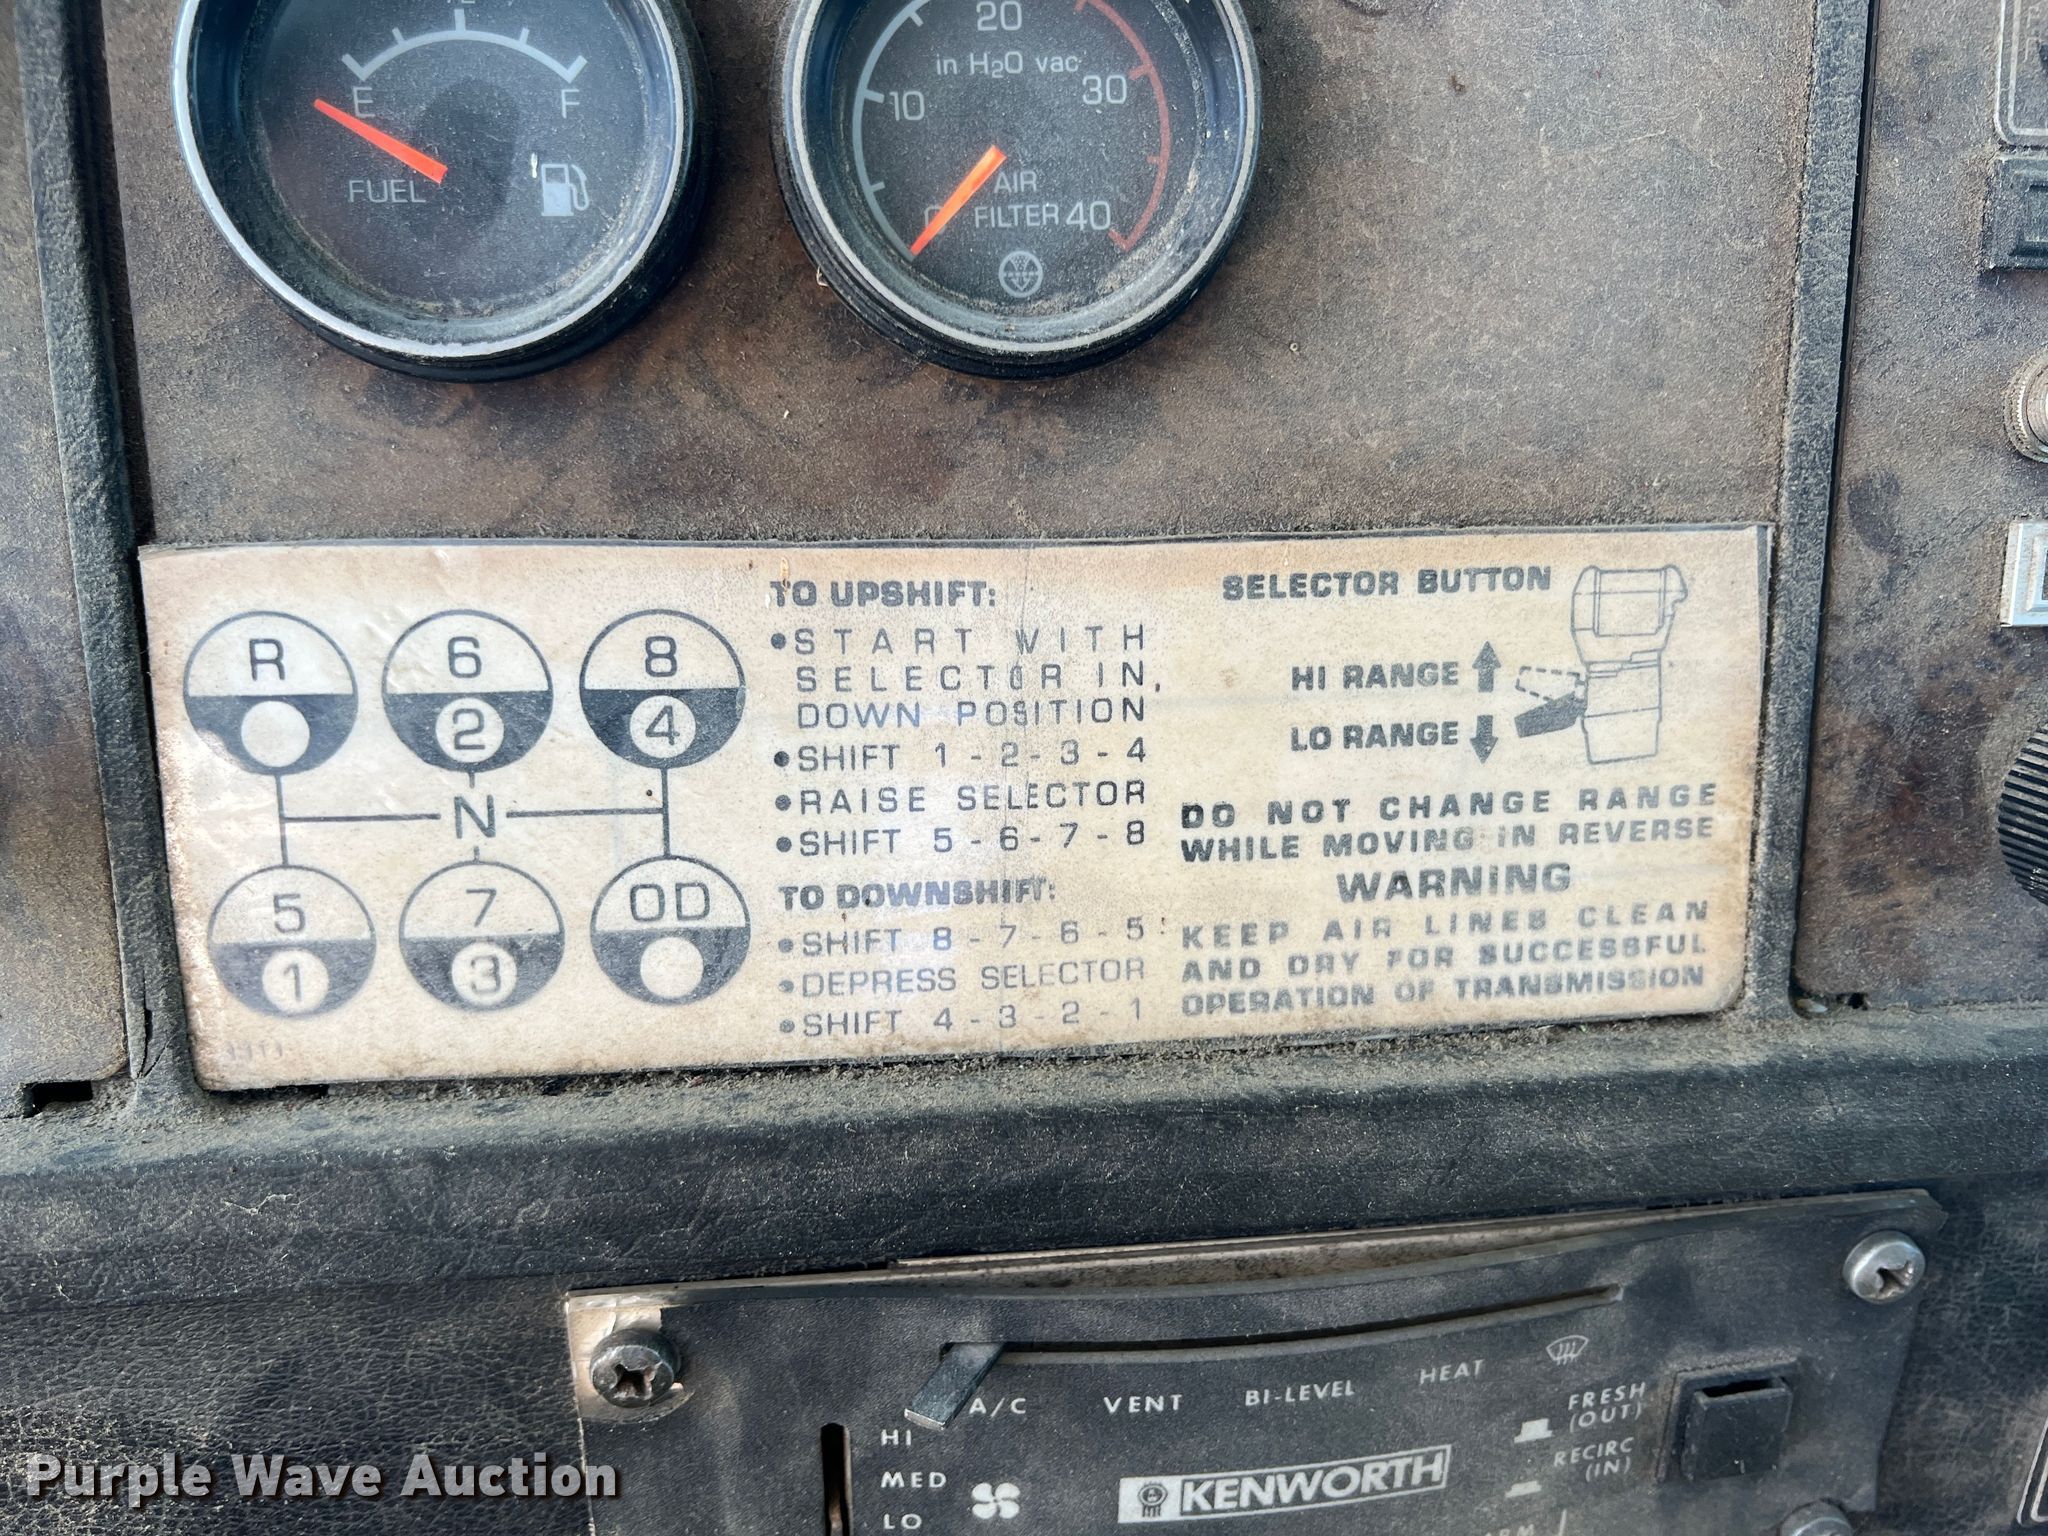 E
F
FUEL
20
in H₂O vac
10
30
AIR
FILTER
40
R
6
2
8
4
N
5
1
7
3
OD
TO UPSHIFT:
•START WITH
SELECTOR IN
DOWN POSITION
•SHIFT 1-2-3-4
•RAISE SELECTOR
•SHIFT 5-6-7-8
TO DOWNSHIFT:
•SHIFT 8-7-6-5
•DEPRESS SELECTOR
•SHIFT 4-3-2-1
SELECTOR BUTTON
HI RANGE
LO RANGE
DO NOT CHANGE RANGE
WHILE MOVING IN REVERSE
WARNING
KEEP AIR LINES CLEAN
AND DRY FOR SUCCESSFUL
OPERATION OF TRANSMISSION
A/C VENT BI-LEVEL HEAT
HI
MED
LO
FRESH
(OUT)
RECIRC
(IN)
KENWORTH
Purple Wave Auction